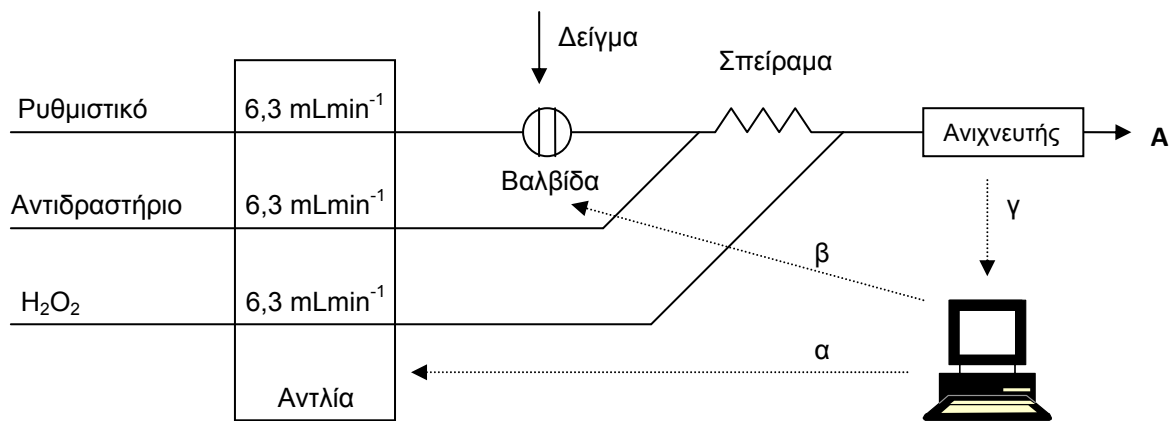 Δείγμα
Σπείραμα
Ρυθμιστικό 6,3 mLmin⁻¹
Ανιχνευτής A
Βαλβίδα
Αντιδραστήριο 6,3 mLmin⁻¹
γ
β
H₂O₂ 6,3 mLmin⁻¹
α
Αντλία